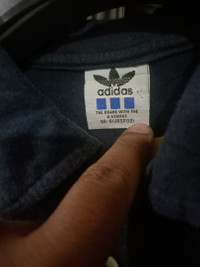 adidas
THE BRAND WITH THE
3 STRIPES